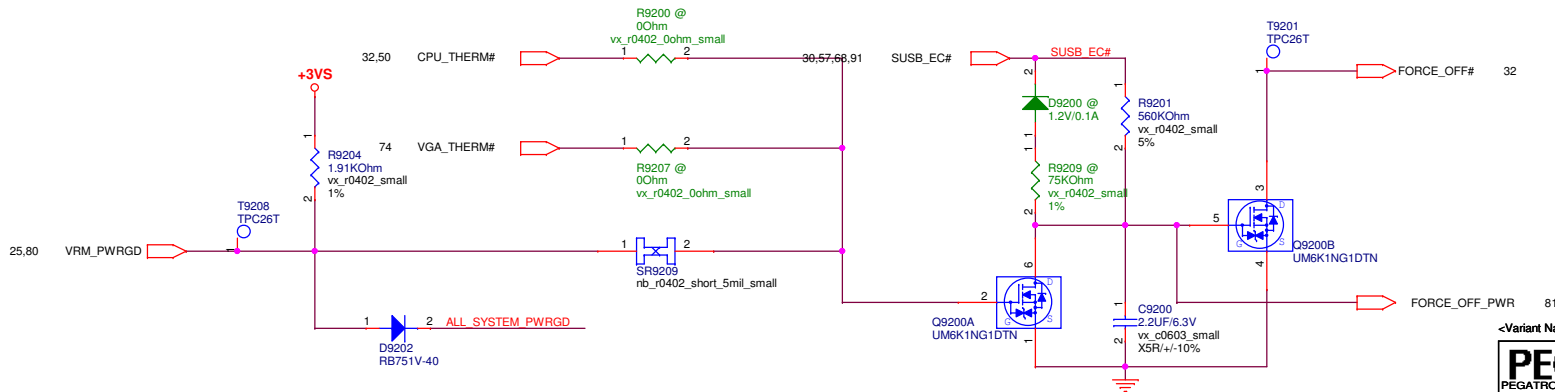 R9200 @
0Ohm
vx_r0402_0ohm_small
1 2
32,50 CPU_THERM#
30,57,68,91 SUSB_EC#
SUSB_EC#
T9201
TPC26T
1
FORCE_OFF# 32
+3VS
1
R9204
1.91KOhm
vx_r0402_small
1%
2
74 VGA_THERM#
1 2
R9207 @
0Ohm
vx_r0402_0ohm_small
2
D9200 @
1.2V/0.1A
1
1
R9209 @
75KOhm
vx_r0402_small
1%
2
1
R9201
560KOhm
vx_r0402_small
5%
2
3
D
5
G
S
Q9200B
UM6K1NG1DTN
4
T9208
TPC26T
1
25,80 VRM_PWRGD
1 2
SR9209
nb_r0402_short_5mil_small
6
D
2
G
S
Q9200A
UM6K1NG1DTN
1
1
C9200
2.2UF/6.3V
vx_c0603_small
X5R/+/-10%
2
FORCE_OFF_PWR 81
1 2 ALL_SYSTEM_PWRGD
D9202
RB751V-40
<Variant Na